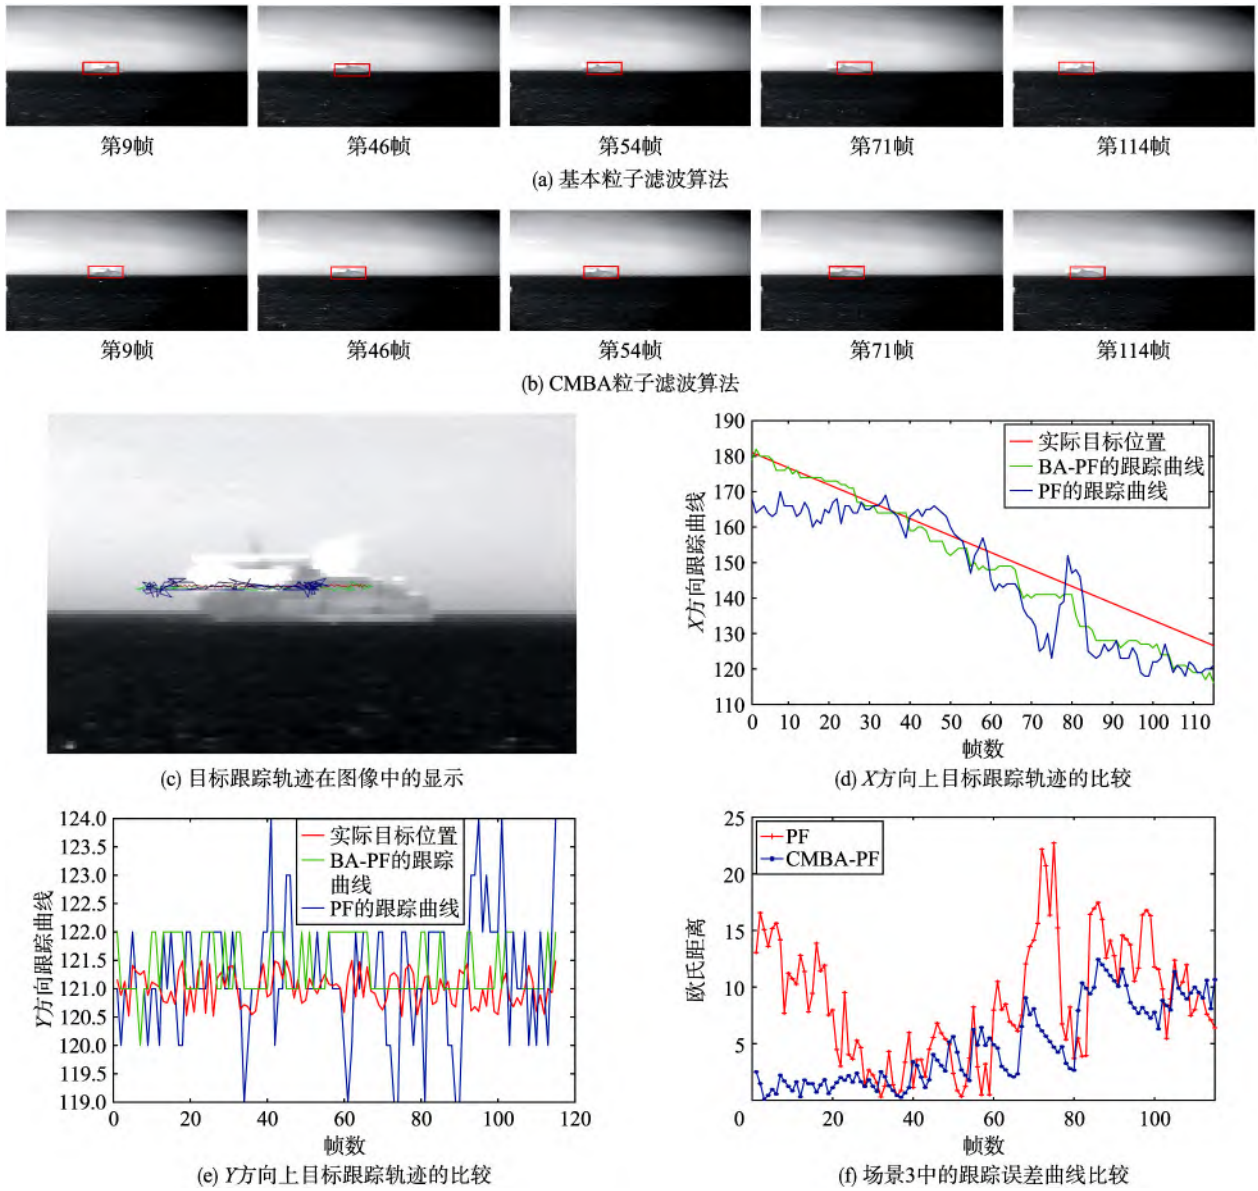 第9帧
第46帧
第54帧
第71帧
第114帧
(a) 基本粒子滤波算法
第9帧
第46帧
第54帧
第71帧
第114帧
(b) CMBA粒子滤波算法
(c) 目标跟踪轨迹在图像中的显示
190
180
170
160
150
140
130
120
110
0
10
20
30
40
50
60
70
80
90
100
110
X方向跟踪曲线
实际目标位置
BA-PF的跟踪曲线
PF的跟踪曲线
帧数
(d) X方向上目标跟踪轨迹的比较
124.0
123.5
123.0
122.5
122.0
121.5
121.0
120.5
120.0
119.5
119.0
0
20
40
60
80
100
120
Y方向跟踪曲线
实际目标位置
BA-PF的跟踪
曲线
PF的跟踪曲线
帧数
(e) Y方向上目标跟踪轨迹的比较
25
20
15
10
5
0
20
40
60
80
100
欧氏距离
PF
CMBA-PF
帧数
(f) 场景3中的跟踪误差曲线比较